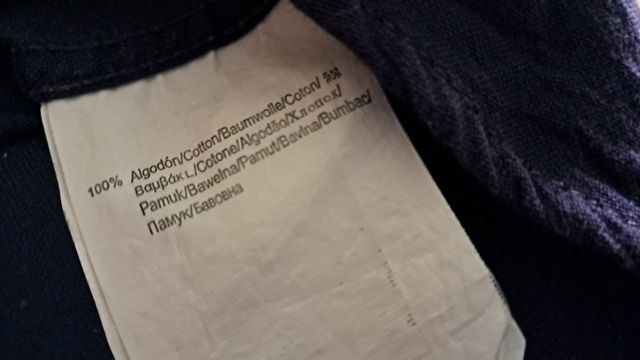 100% Algodón/Cotton/Baumwolle/Coton/
Βαμβάκι/Cotone/Algodão/Хлопок/
Pamuk/Bawełna/Pamut/Bavlna/Bumbac/
Памук/Бавовна